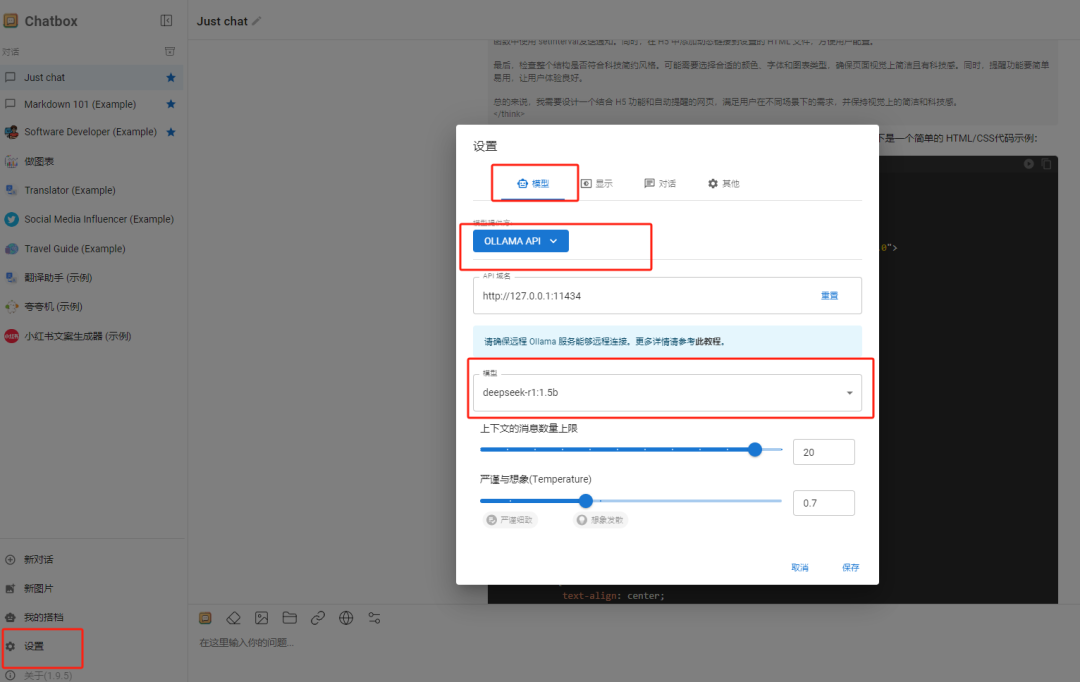 Chatbox
Just chat
对话
Just chat
Markdown 101 (Example)
Software Developer (Example)
做图表
Translator (Example)
Social Media Influencer (Example)
Travel Guide (Example)
翻译助手 (示例)
夸夸机 (示例)
小红书文案生成器 (示例)
新对话
新图片
我的搭档
设置
关于(1.9.5)
最后，检查整个结构是否符合科技简约风格。可能需要选择合适的颜色、字体和图表类型，确保页面视觉上简洁且有科技感。同时，提醒功能要简单
易用，让用户体验良好。
总的来说，我需要设计一个结合 H5 功能和自动提醒的网页，满足用户在不同场景下的需求，并保持视觉上的简洁和科技感。
</think>
下是一个简单的 HTML/CSS代码示例:
0">
text-align: center;
设置
模型
显示
对话
其他
模型提供方:
OLLAMA API
API 域名
http://127.0.0.1:11434
重置
请确保远程 Ollama 服务能够远程连接。更多详情请参考此教程。
模型
deepseek-r1:1.5b
上下文的消息数量上限
20
严谨与想象(Temperature)
0.7
严谨细致
想象发散
取消
保存
在这里输入你的问题...